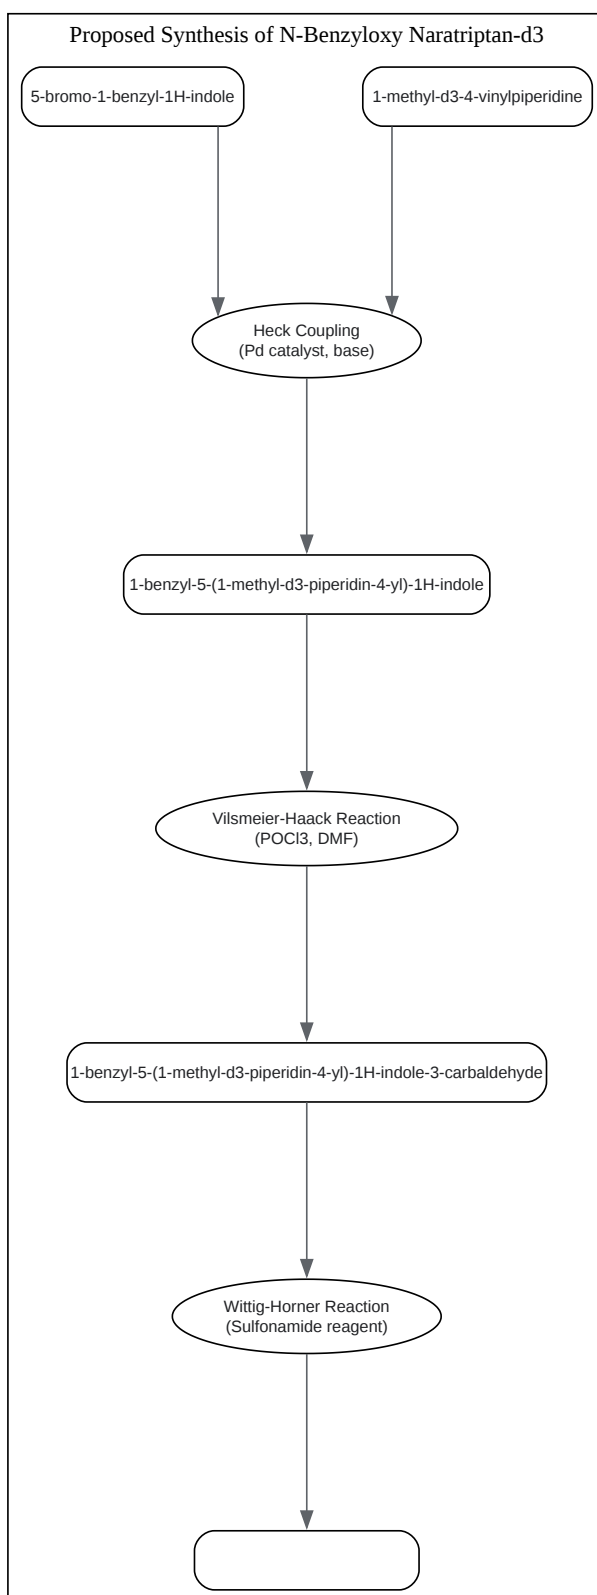 Proposed Synthesis of N-Benzyloxy Naratriptan-d3
5-bromo-1-benzyl-1H-indole
1-methyl-d3-4-vinylpiperidine
Heck Coupling
(Pd catalyst, base)
1-benzyl-5-(1-methyl-d3-piperidin-4-yl)-1H-indole
Vilsmeier-Haack Reaction
(POCl3, DMF)
1-benzyl-5-(1-methyl-d3-piperidin-4-yl)-1H-indole-3-carbaldehyde
Wittig-Horner Reaction
(Sulfonamide reagent)